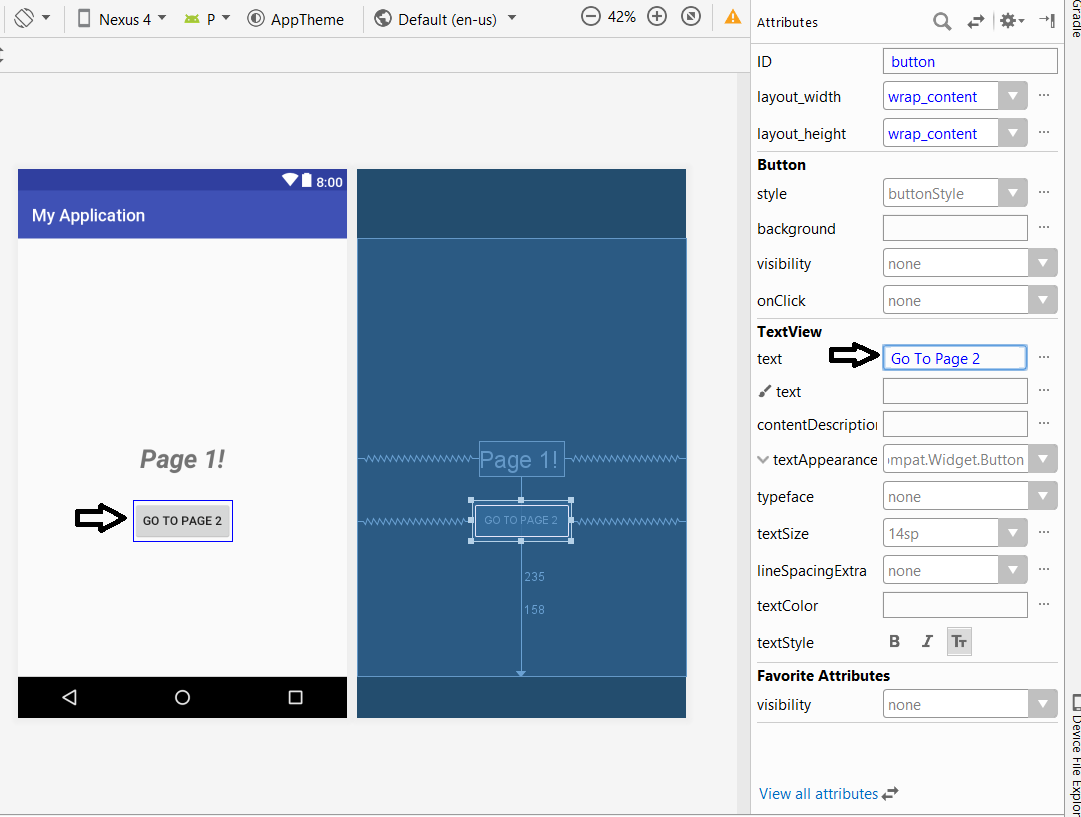 Nexus 4 P AppTheme Default (en-us) 42%
8:00
My Application
Page 1!
GO TO PAGE 2
Page 1!
GO TO PAGE 2
235
158
Attributes
ID button
layout_width wrap_content
layout_height wrap_content
Button
style buttonStyle
background
visibility none
onClick none
TextView
text Go To Page 2
text
contentDescription
textAppearance ompat.Widget.Button
typeface none
textSize 14sp
lineSpacingExtra none
textColor
textStyle B I Tт
Favorite Attributes
visibility none
View all attributes
Gradle
Device File Explor